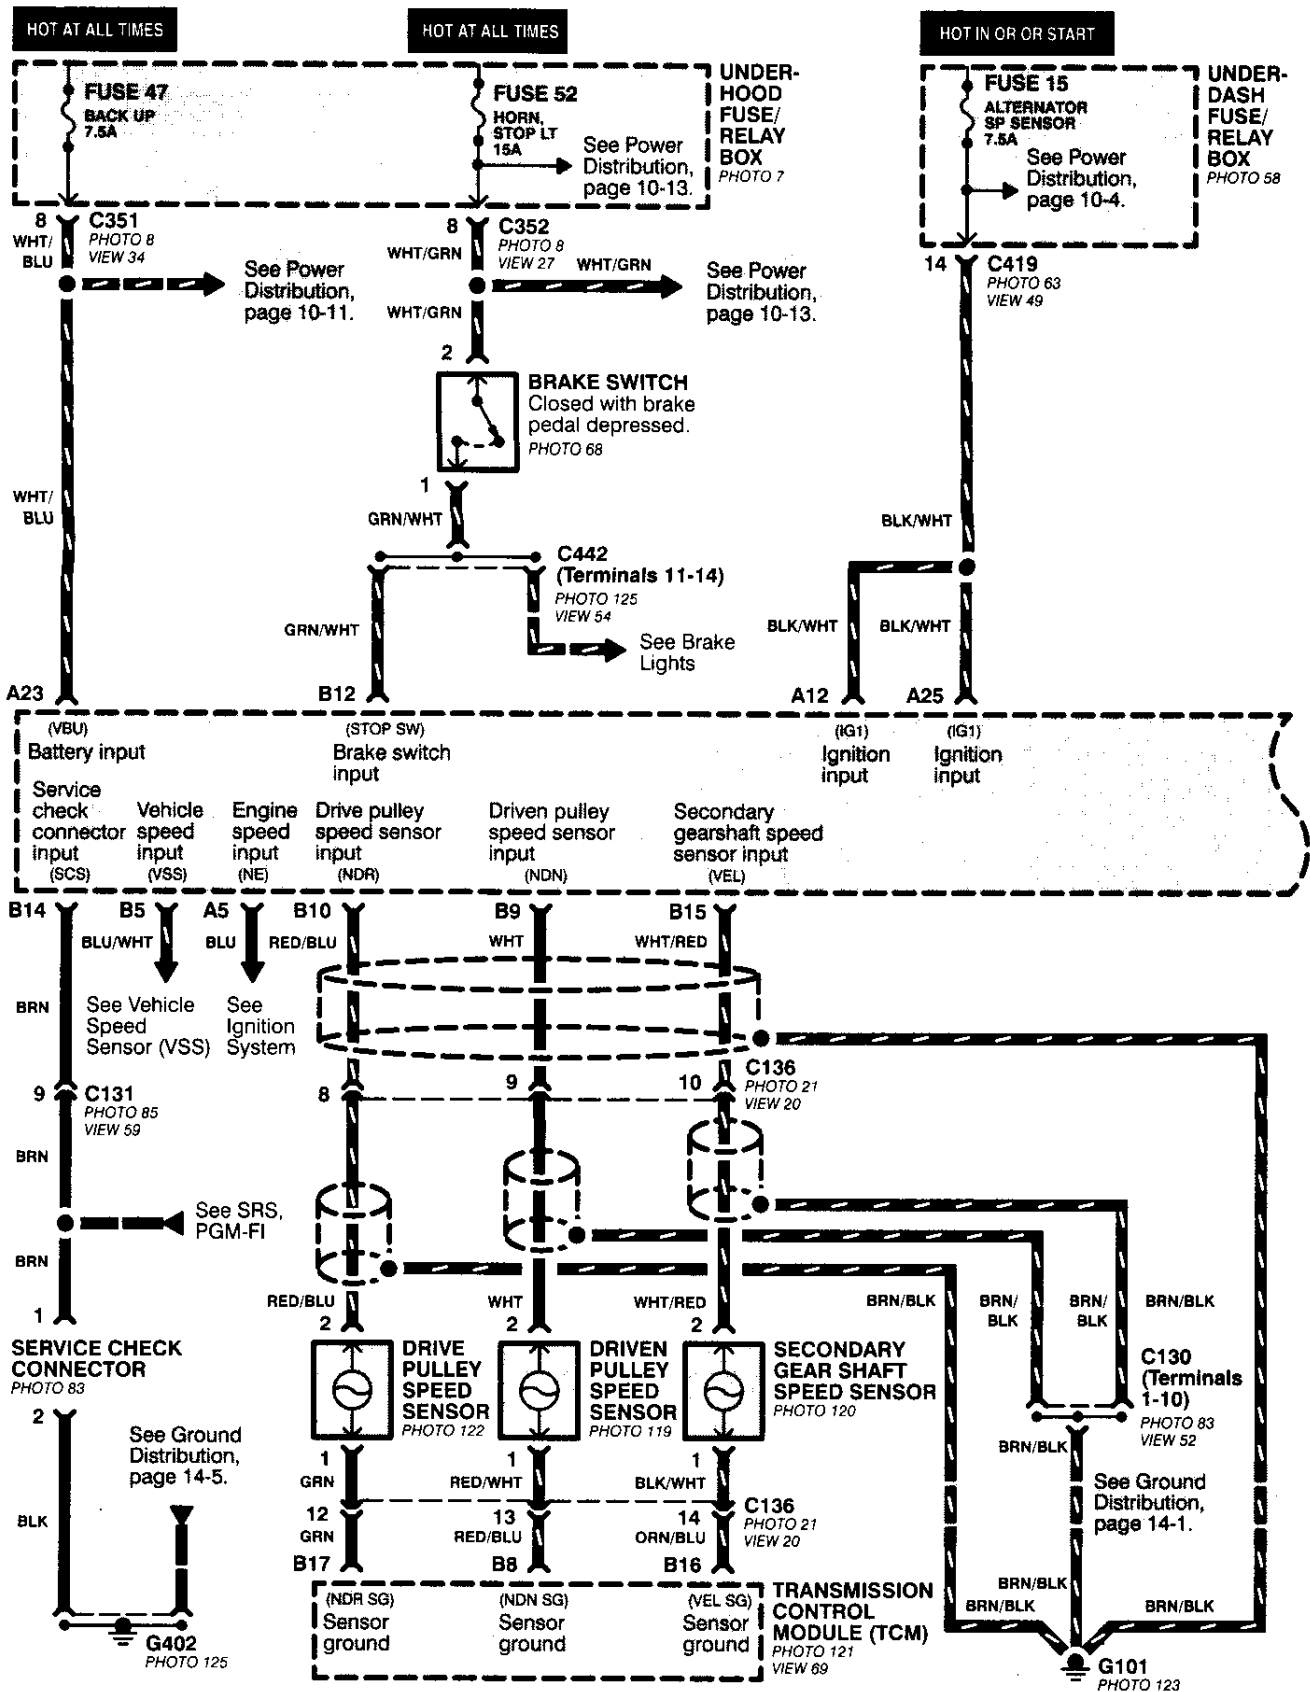 HOT AT ALL TIMES
HOT AT ALL TIMES
HOT IN OR OR START
FUSE 47
BACK UP
7.5A
FUSE 52
HORN,
STOP LT
15A
See Power
Distribution,
page 10-13.
UNDER-
HOOD
FUSE/
RELAY
BOX
PHOTO 7
FUSE 15
ALTERNATOR
SP SENSOR
7.5A
See Power
Distribution,
page 10-4.
UNDER-
DASH
FUSE/
RELAY
BOX
PHOTO 58
8
C351
PHOTO 8
VIEW 34
WHT/
BLU
See Power
Distribution,
page 10-11.
8
C352
PHOTO 8
VIEW 27
WHT/GRN
WHT/GRN
See Power
Distribution,
page 10-13.
WHT/GRN
14
C419
PHOTO 63
VIEW 49
2
BRAKE SWITCH
Closed with brake
pedal depressed.
PHOTO 68
1
WHT/
BLU
GRN/WHT
BLK/WHT
C442
(Terminals 11-14)
PHOTO 125
VIEW 54
GRN/WHT
See Brake
Lights
BLK/WHT
BLK/WHT
A23
B12
A12
A25
(VBU)
Battery input
(STOP SW)
Brake switch
input
(IG1)
Ignition
input
(IG1)
Ignition
input
Service
check
connector
input
(SCS)
Vehicle
speed
input
(VSS)
Engine
speed
input
(NE)
Drive pulley
speed sensor
input
(NDR)
Driven pulley
speed sensor
input
(NDN)
Secondary
gearshaft speed
sensor input
(VEL)
B14
B5
A5
B10
B9
B15
BLU/WHT
BLU
RED/BLU
WHT
WHT/RED
BRN
See Vehicle
Speed
Sensor (VSS)
See
Ignition
System
9
C131
PHOTO 85
VIEW 59
8
9
10
C136
PHOTO 21
VIEW 20
BRN
See SRS,
PGM-FI
BRN
RED/BLU
WHT
WHT/RED
BRN/BLK
BRN/
BLK
BRN/
BLK
BRN/BLK
1
2
2
2
SERVICE CHECK
CONNECTOR
PHOTO 83
DRIVE
PULLEY
SPEED
SENSOR
PHOTO 122
DRIVEN
PULLEY
SPEED
SENSOR
PHOTO 119
SECONDARY
GEAR SHAFT
SPEED SENSOR
PHOTO 120
C130
(Terminals
1-10)
PHOTO 83
VIEW 52
2
See Ground
Distribution,
page 14-5.
1
1
1
GRN
RED/WHT
BLK/WHT
BRN/BLK
See Ground
Distribution,
page 14-1.
BLK
12
13
14
C136
PHOTO 21
VIEW 20
GRN
RED/BLU
ORN/BLU
B17
B8
B16
(NDR SG)
Sensor
ground
(NDN SG)
Sensor
ground
(VEL SG)
Sensor
ground
TRANSMISSION
CONTROL
MODULE (TCM)
PHOTO 121
VIEW 69
BRN/BLK
BRN/BLK
BRN/BLK
G402
PHOTO 125
G101
PHOTO 123